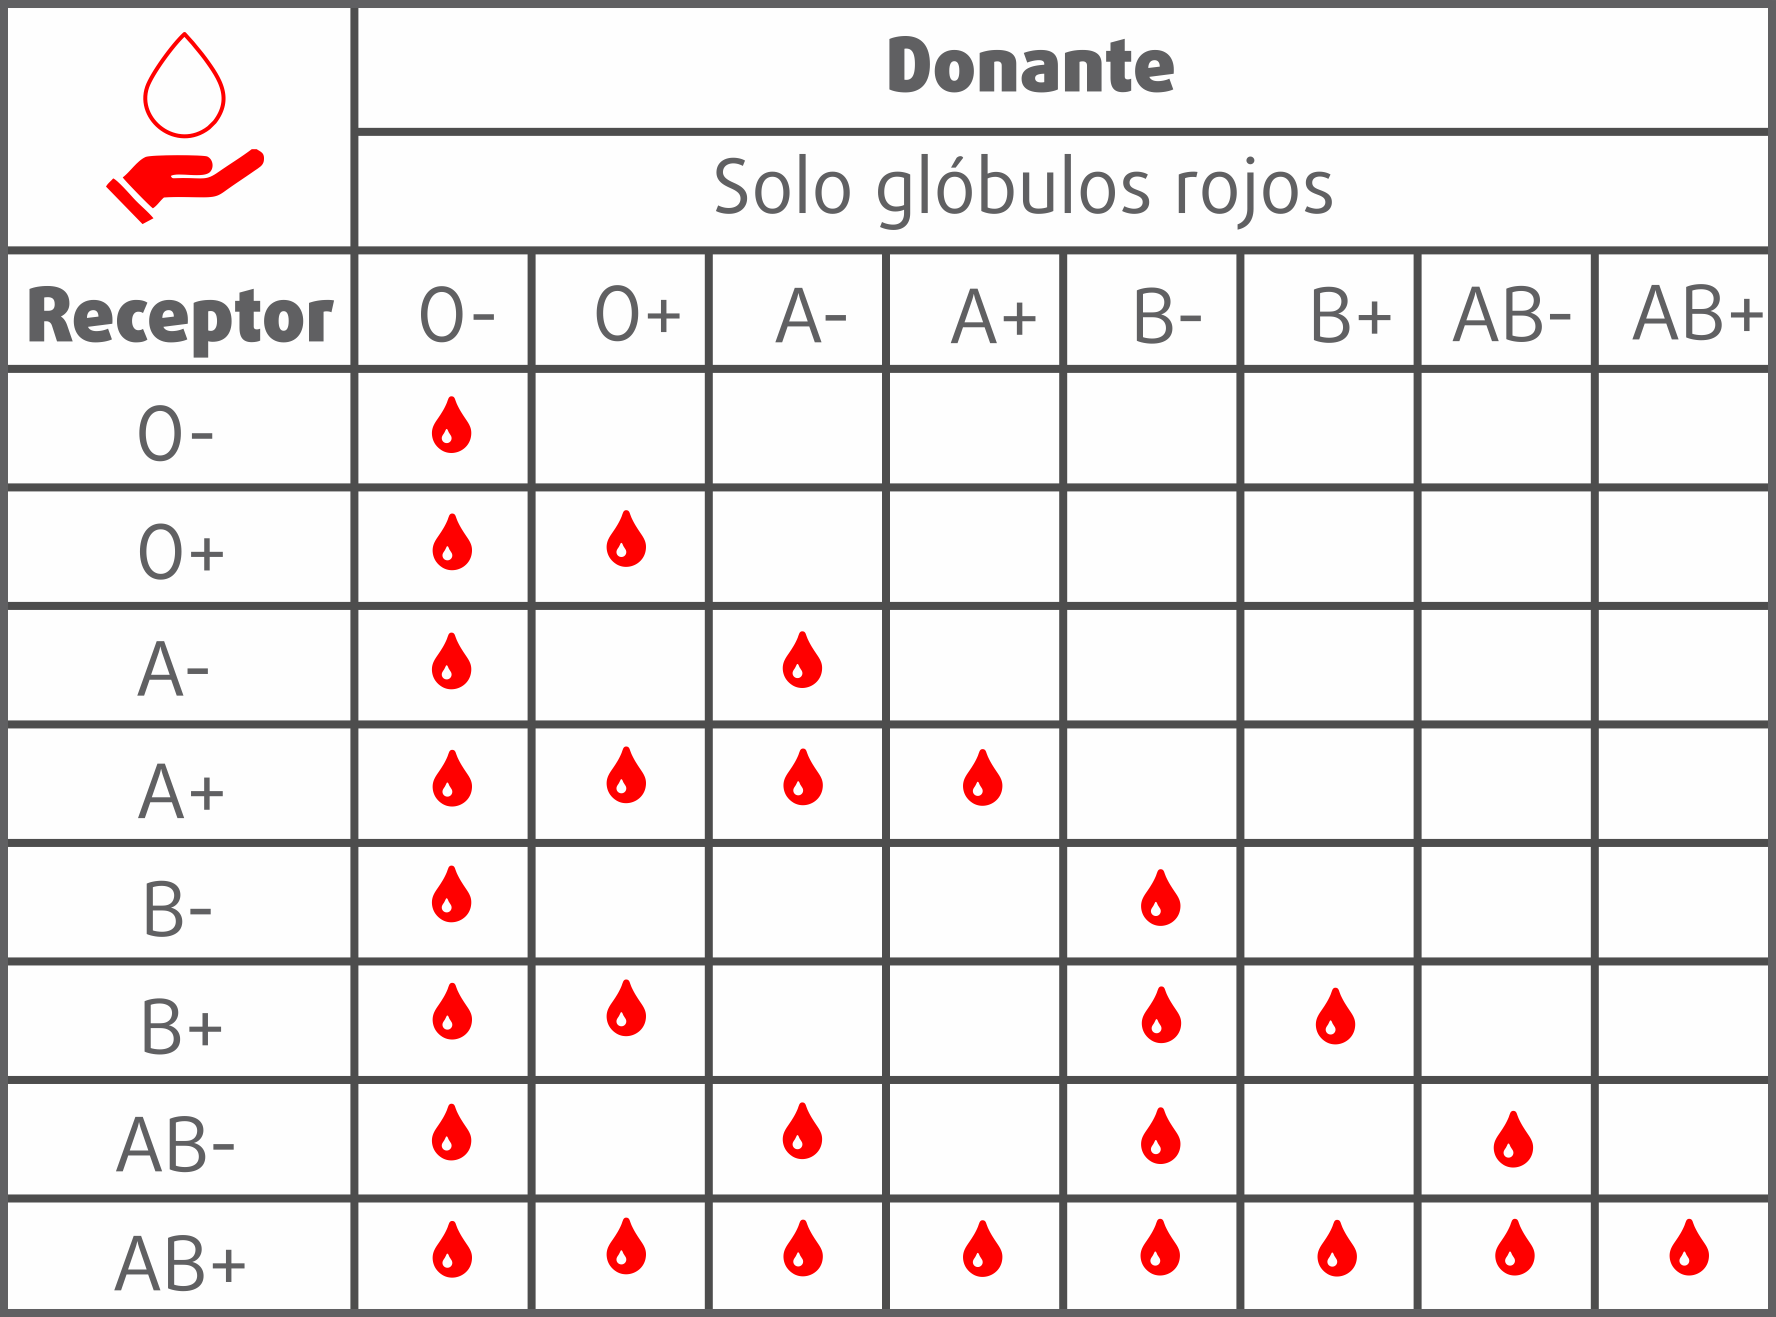 Donante
Solo glóbulos rojos
Receptor O- O+ A- A+ B- B+ AB- AB+
O-
O+
A-
A+
B-
B+
AB-
AB+